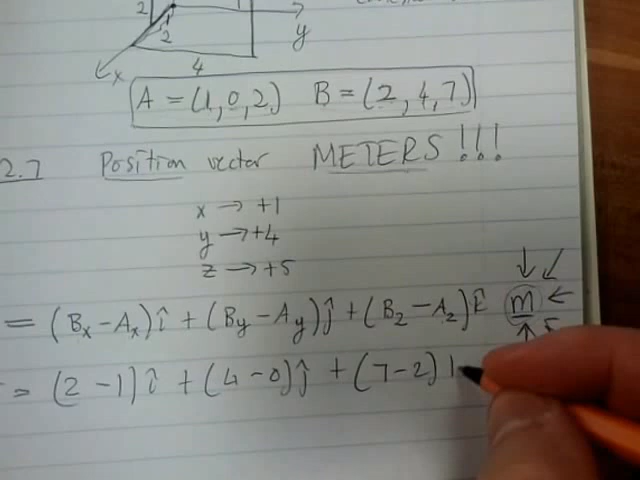 2
1
2
y
x
4
A = (1, 0, 2) B = (2, 4, 7)
2.7 Position vector METERS !!!
x → +1
y → +4
z → +5
= (Bx - Ax) î + (By - Ay) ĵ + (Bz - Az) k̂ m
= (2 - 1) î + (4 - 0) ĵ + (7 - 2)